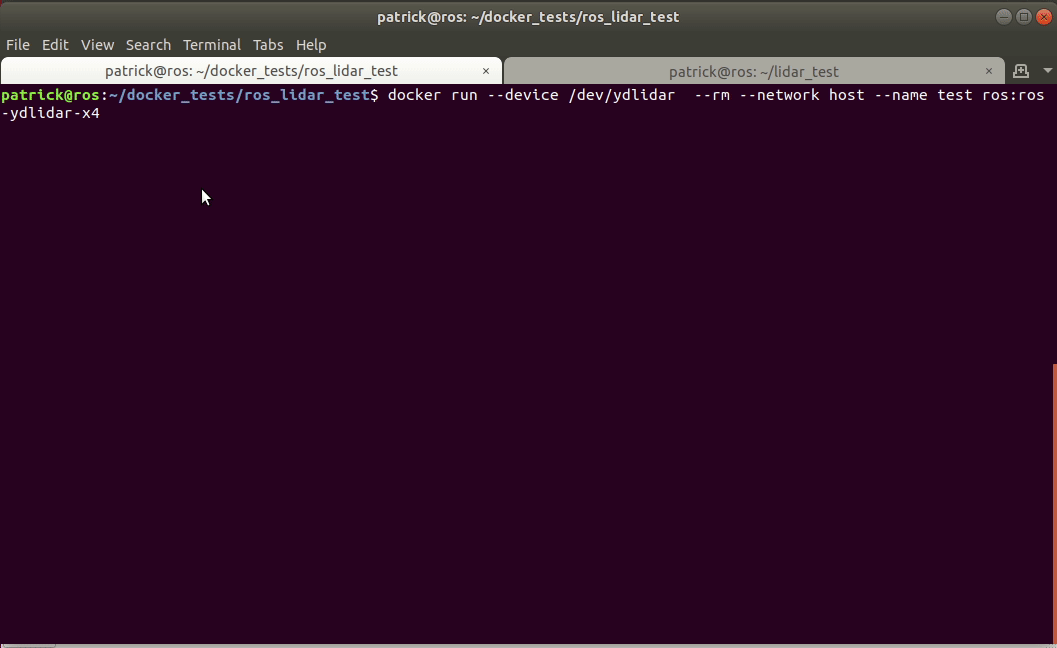 patrick@ros: ~/docker_tests/ros_lidar_test
File Edit View Search Terminal Tabs Help
patrick@ros: ~/docker_tests/ros_lidar_test × patrick@ros: ~/lidar_test ×
patrick@ros:~/docker_tests/ros_lidar_test$ docker run --device /dev/ydlidar  --rm --network host --name test ros:ros
-ydlidar-x4